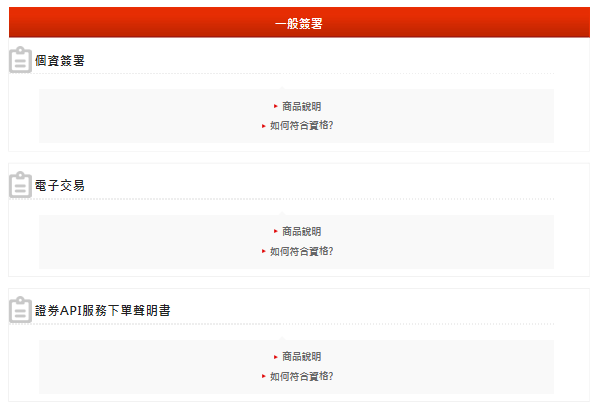 一般簽署
個資簽署
商品說明
如何符合資格?
電子交易
商品說明
如何符合資格?
證券API服務下單聲明書
商品說明
如何符合資格?